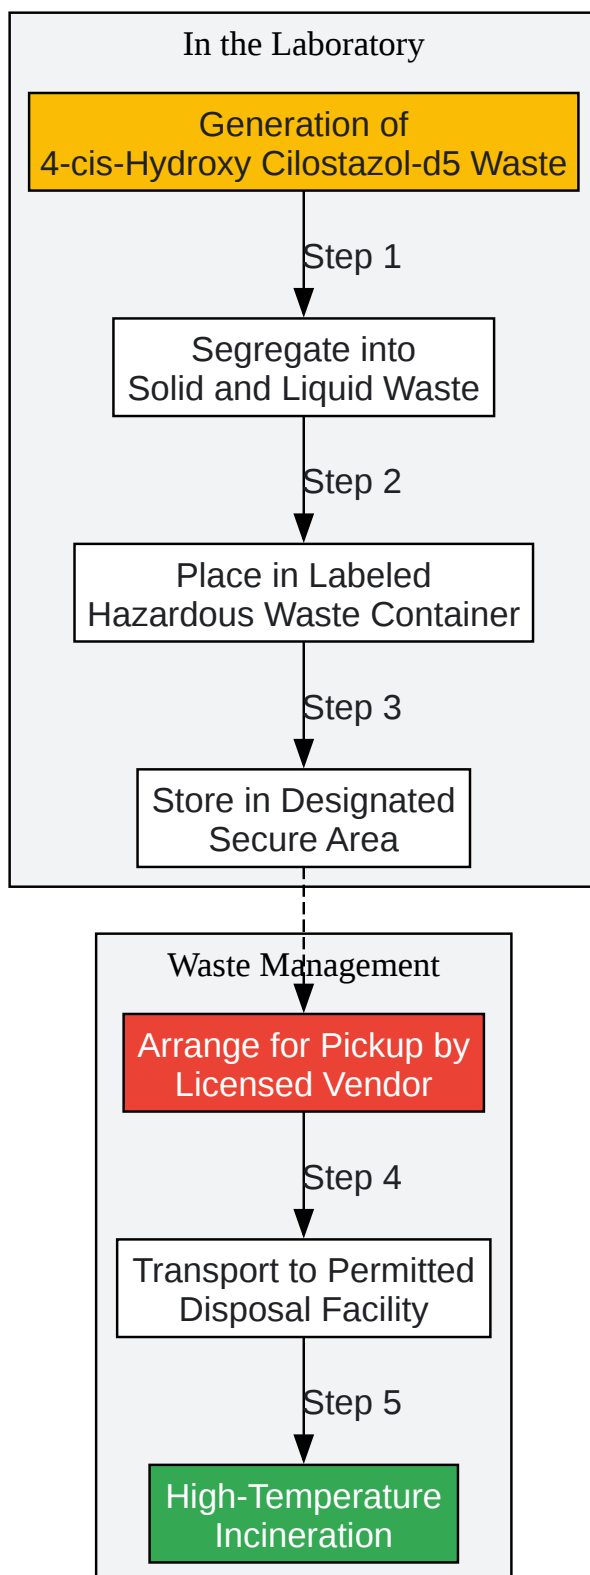 In the Laboratory
Generation of
4-cis-Hydroxy Cilostazol-d5 Waste
Step 1
Segregate into
Solid and Liquid Waste
Step 2
Place in Labeled
Hazardous Waste Container
Step 3
Store in Designated
Secure Area
Waste Management
Arrange for Pickup by
Licensed Vendor
Step 4
Transport to Permitted
Disposal Facility
Step 5
High-Temperature
Incineration